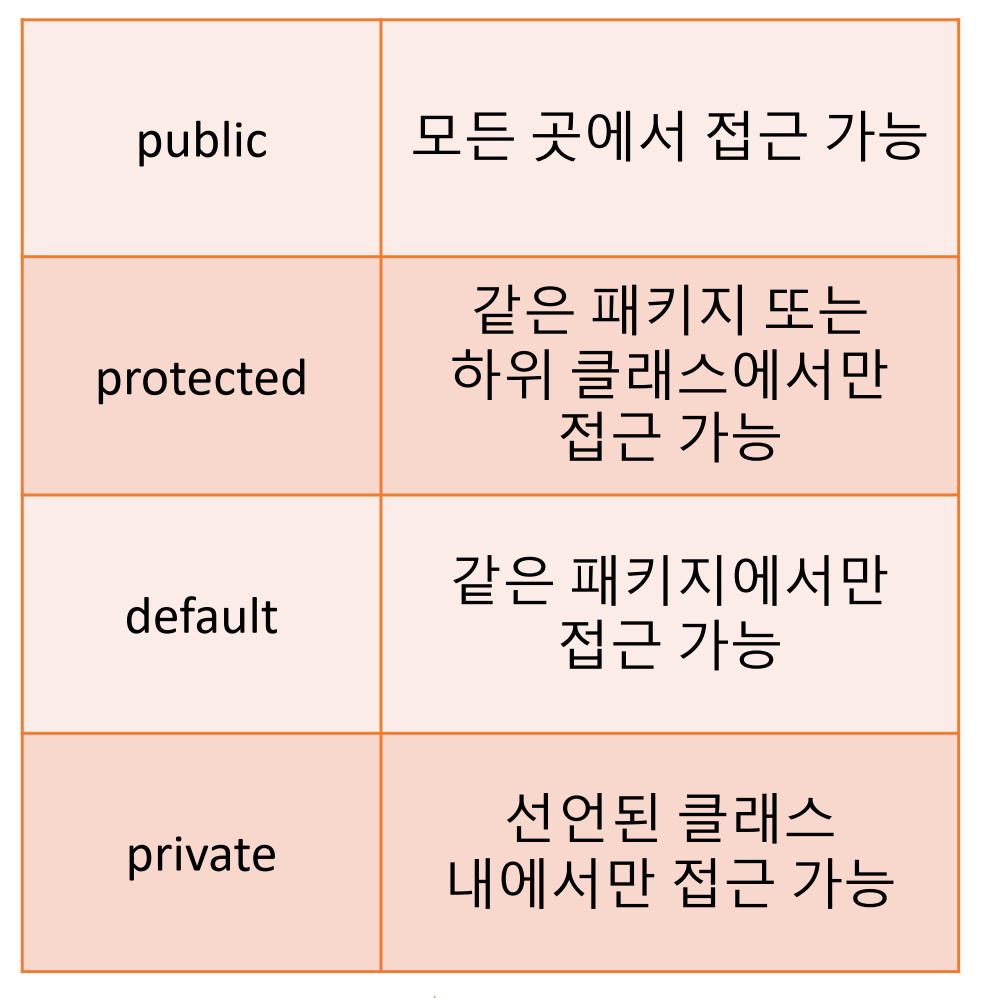 public
모든 곳에서 접근 가능
protected
같은 패키지 또는
하위 클래스에서만
접근 가능
default
같은 패키지에서만
접근 가능
private
선언된 클래스
내에서만 접근 가능